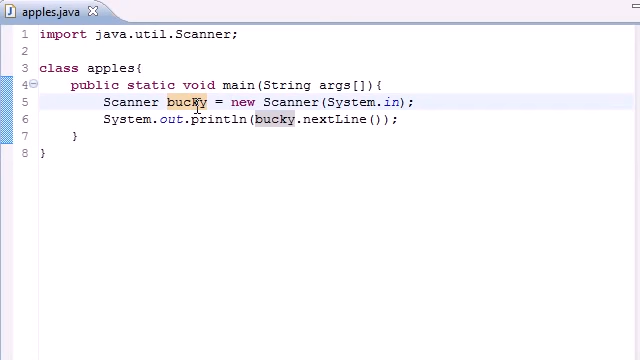 apples.java
1 import java.util.Scanner;
2
3 class apples{
4 public static void main(String args[]){
5 Scanner bucky = new Scanner(System.in);
6 System.out.println(bucky.nextLine());
7 }
8 }